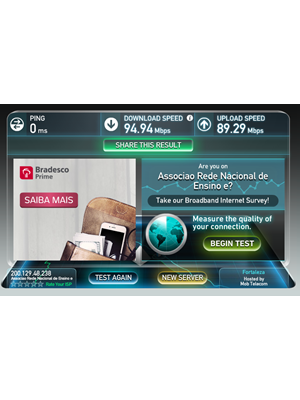 PING
0 ms
DOWNLOAD SPEED
94.94 Mbps
UPLOAD SPEED
89.29 Mbps
SHARE THIS RESULT
Bradesco
Prime
SAIBA MAIS
Are you on
Associao Rede Nacional de
Ensino e?
Take our Broadband Internet Survey!
Measure the quality of
your connection.
BEGIN TEST
200.129.48.238
Associao Rede Nacional de Ensino e
Rate Your ISP
TEST AGAIN
NEW SERVER
Fortaleza
Hosted by
Mob Telecom